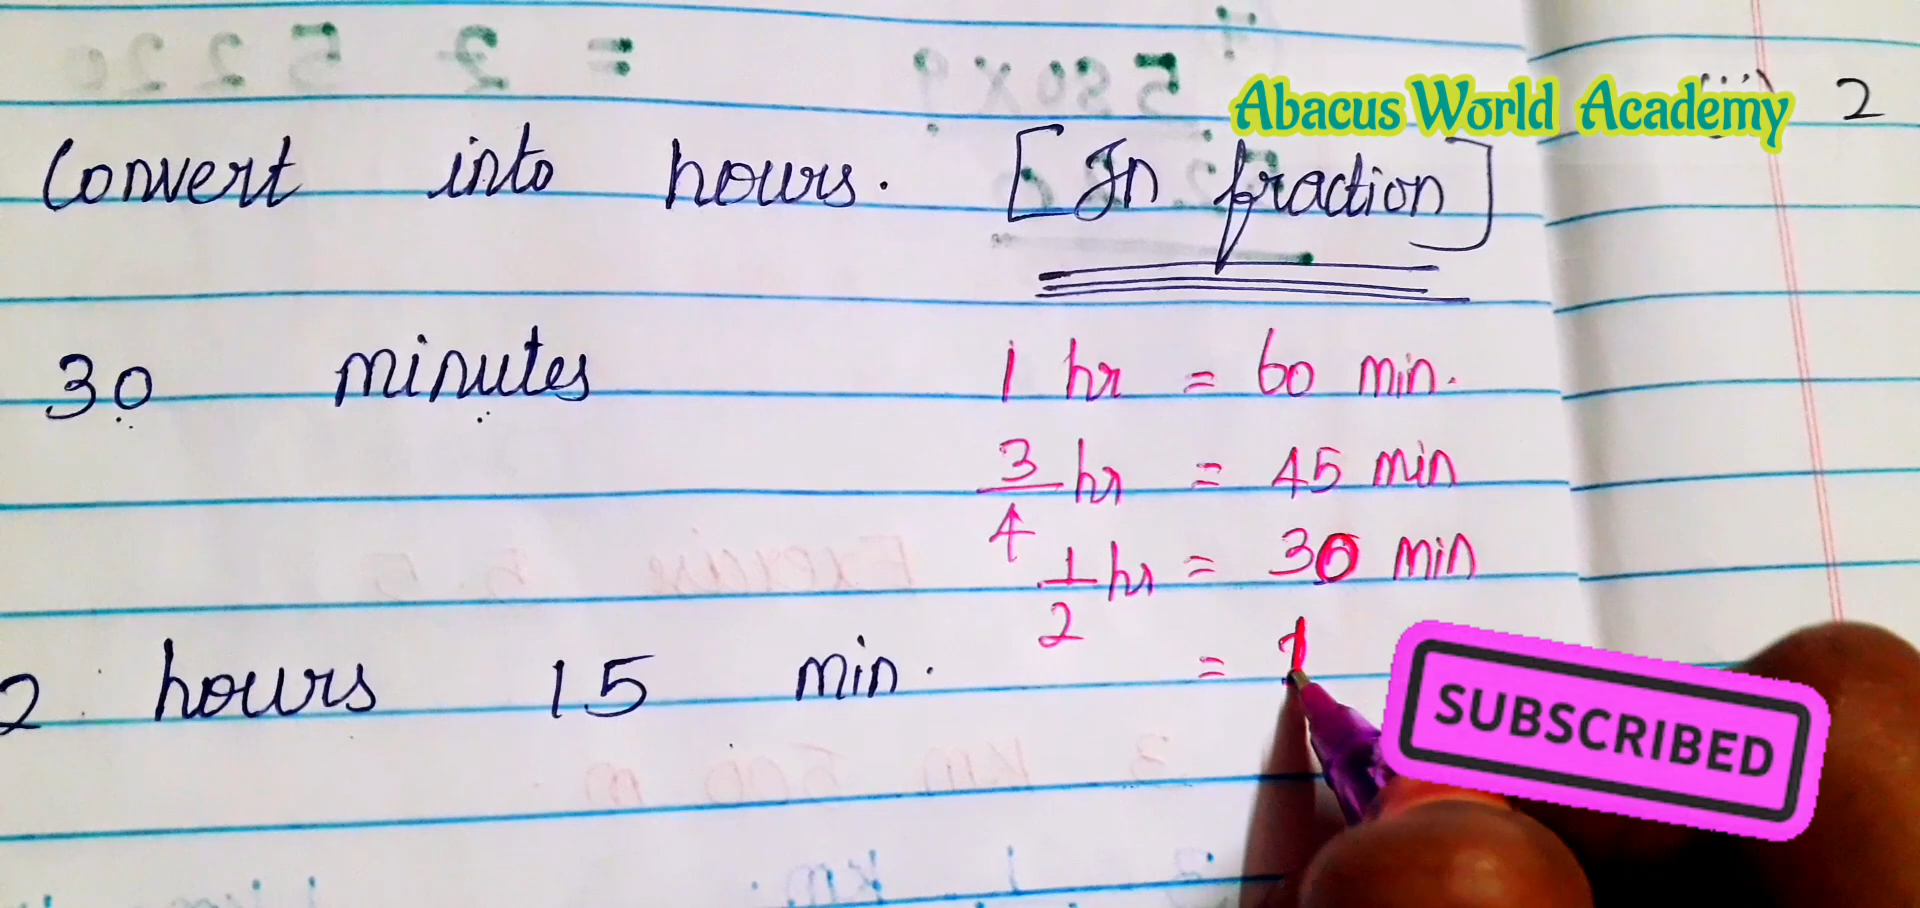 Abacus World Academy
2
Convert into hours. [In fraction]
30 minutes
1 hr = 60 min.
3/4 hr = 45 min
1/2 hr = 30 min
2 hours 15 min.
= 1
SUBSCRIBED